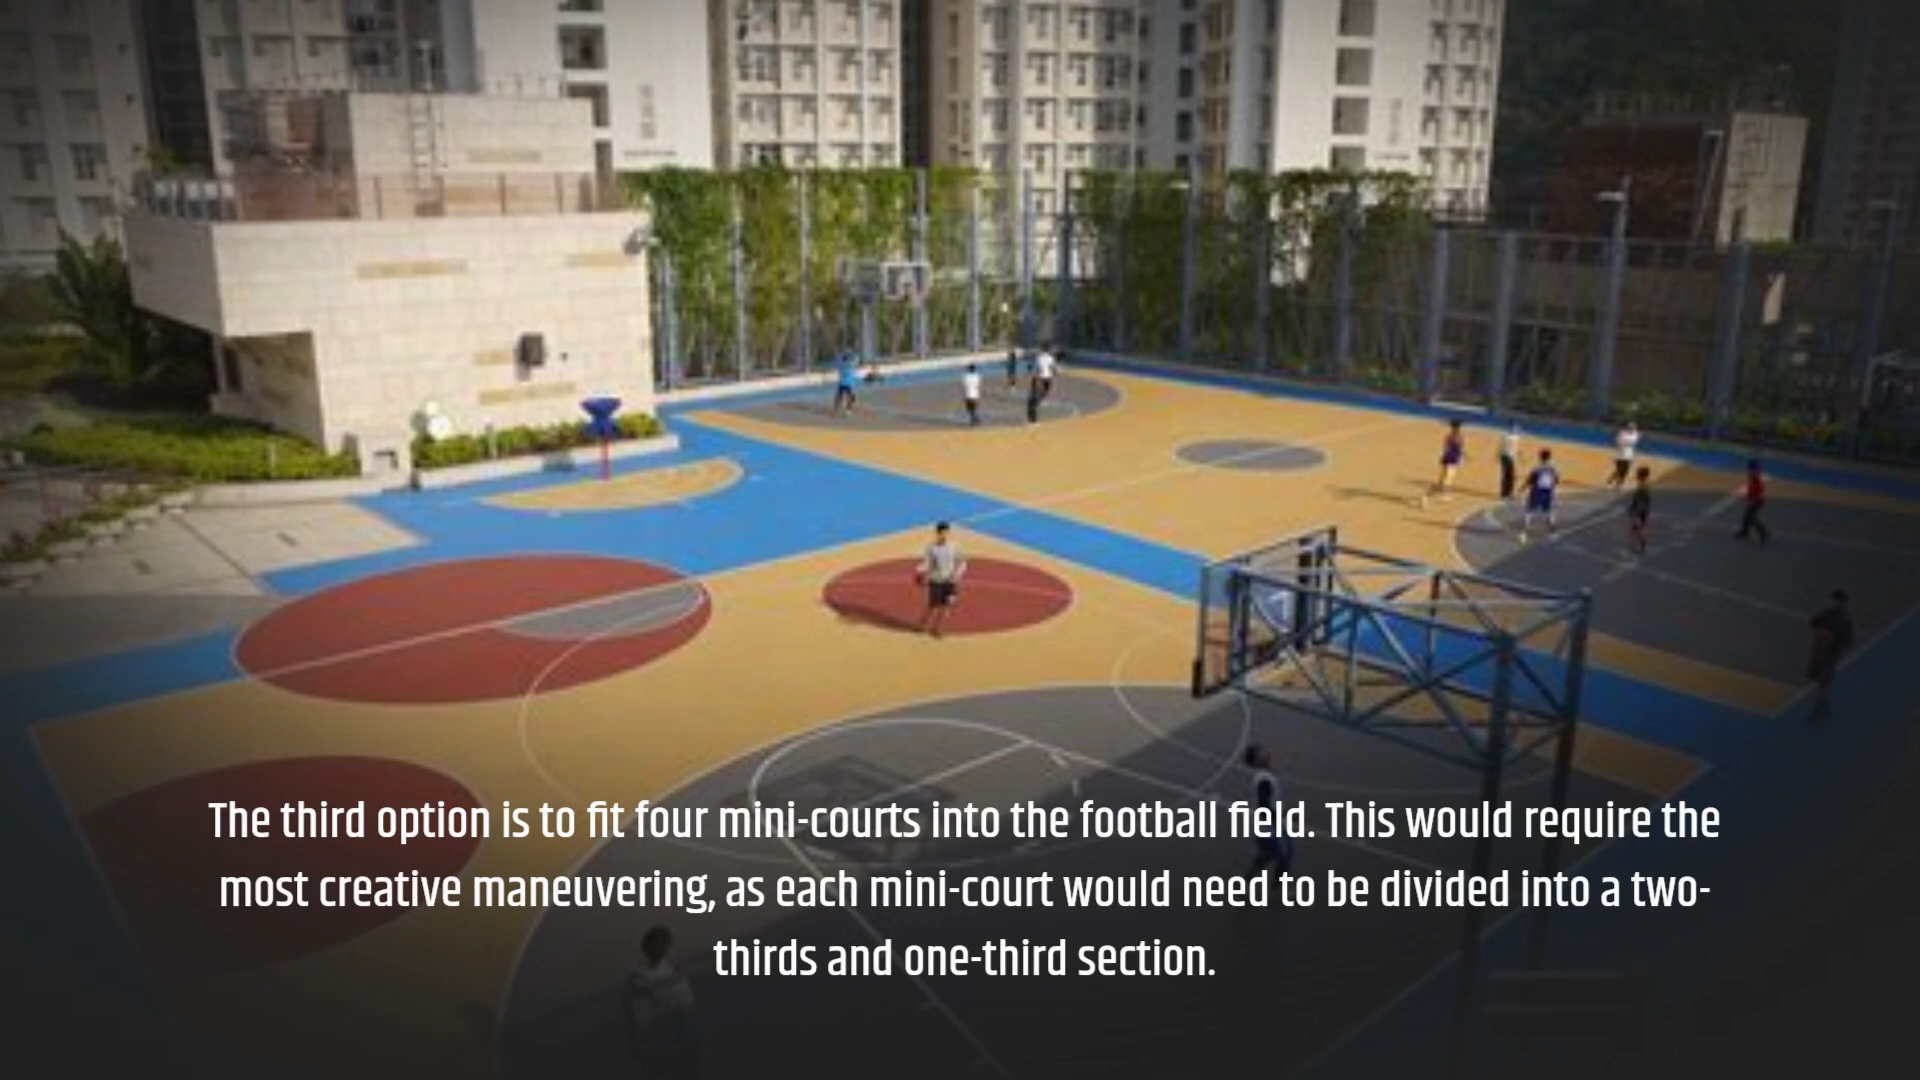 The third option is to fit four mini-courts into the football field. This would require the
most creative maneuvering, as each mini-court would need to be divided into a two-
thirds and one-third section.